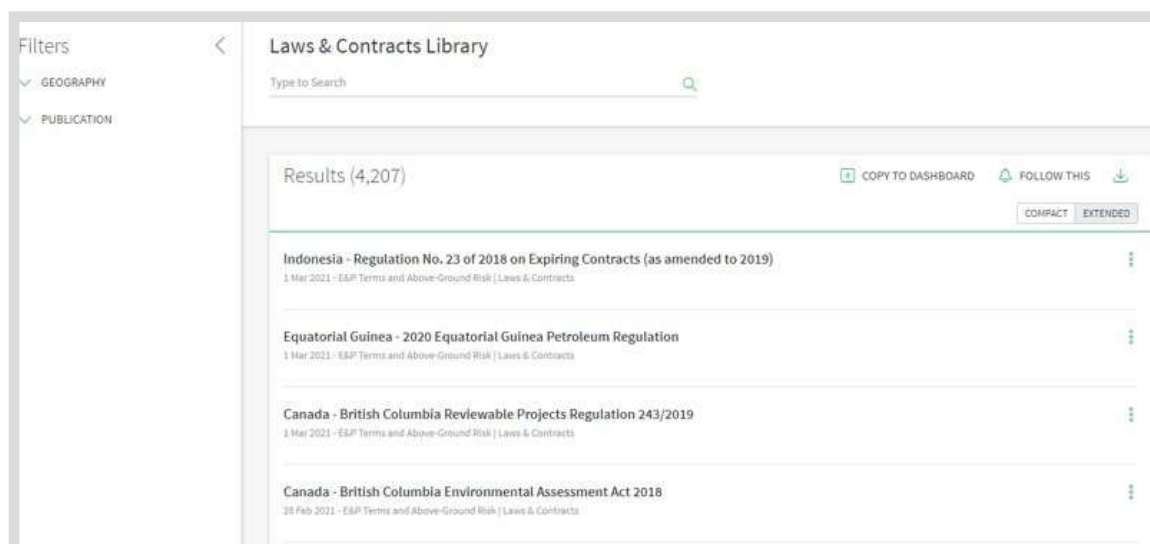 Filters
GEOGRAPHY
PUBLICATION
Laws & Contracts Library
Type to Search
Results (4,207)
COPY TO DASHBOARD
FOLLOW THIS
COMPACT
EXTENDED
Indonesia - Regulation No. 23 of 2018 on Expiring Contracts (as amended to 2019)
1 Mar 2021 - E&P Terms and Above-Ground Risk | Laws & Contracts
Equatorial Guinea - 2020 Equatorial Guinea Petroleum Regulation
1 Mar 2021 - E&P Terms and Above-Ground Risk | Laws & Contracts
Canada - British Columbia Reviewable Projects Regulation 243/2019
1 Mar 2021 - E&P Terms and Above-Ground Risk | Laws & Contracts
Canada - British Columbia Environmental Assessment Act 2018
28 Feb 2021 - E&P Terms and Above-Ground Risk | Laws & Contracts